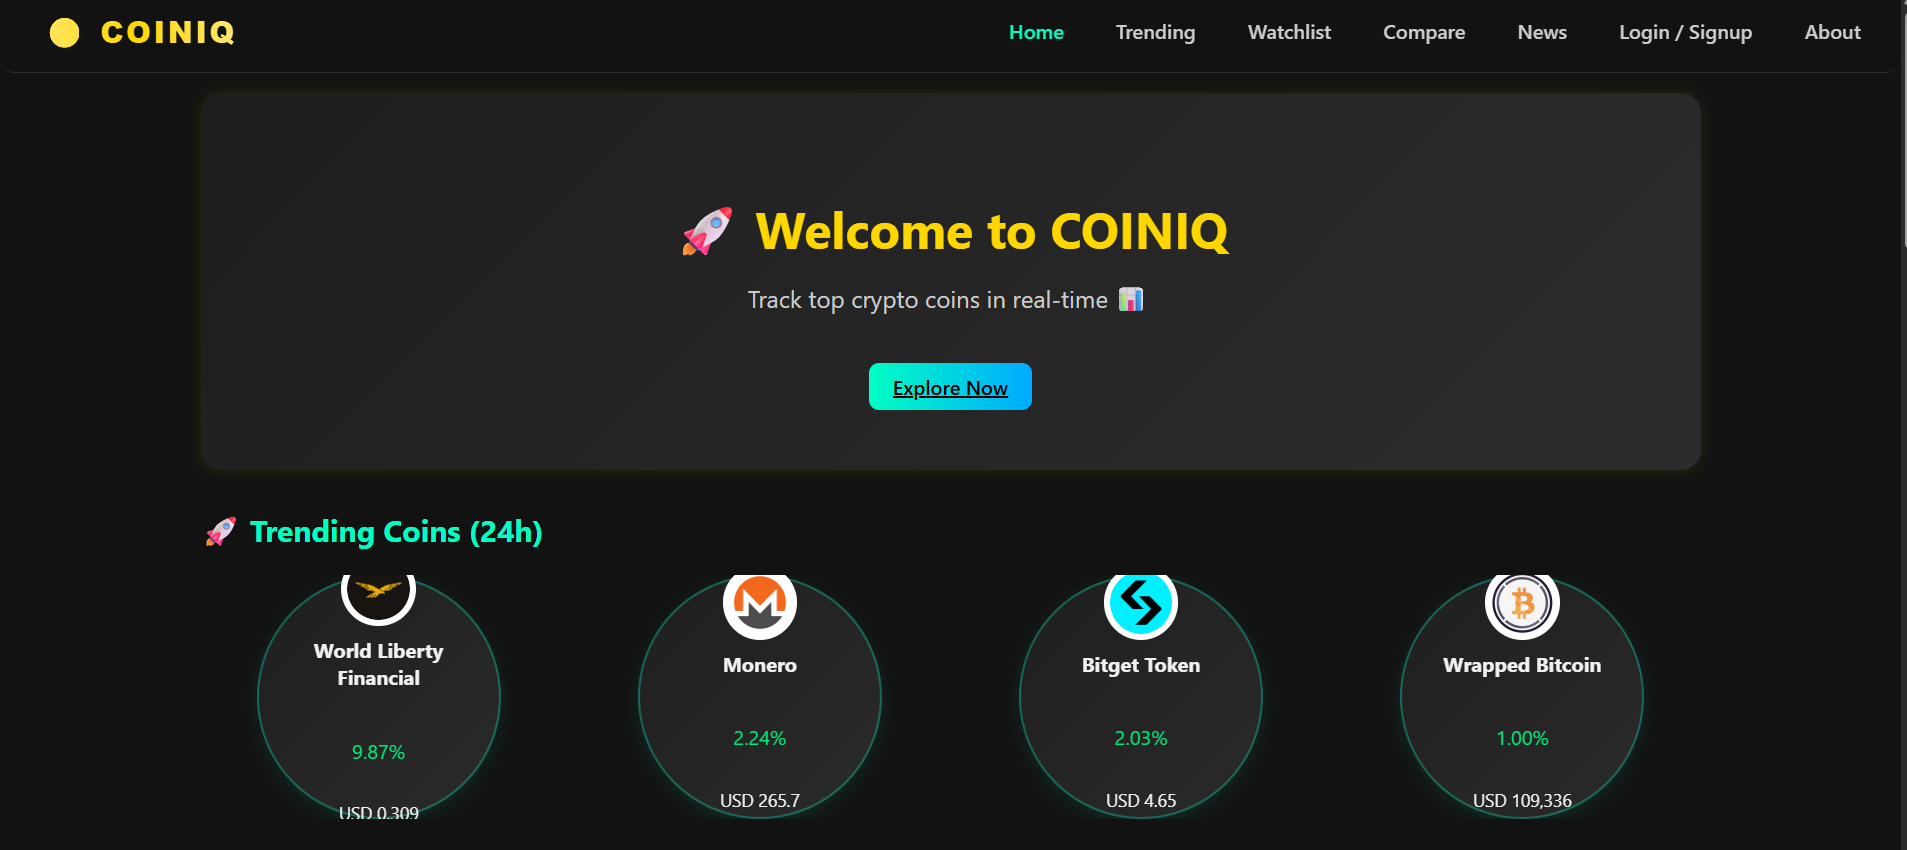 COINIQ
Home Trending Watchlist Compare News Login / Signup About
🚀 Welcome to COINIQ
Track top crypto coins in real-time 📊
Explore Now
🚀 Trending Coins (24h)
World Liberty
Financial
9.87%
USD 0.309
Monero
2.24%
USD 265.7
Bitget Token
2.03%
USD 4.65
Wrapped Bitcoin
1.00%
USD 109,336